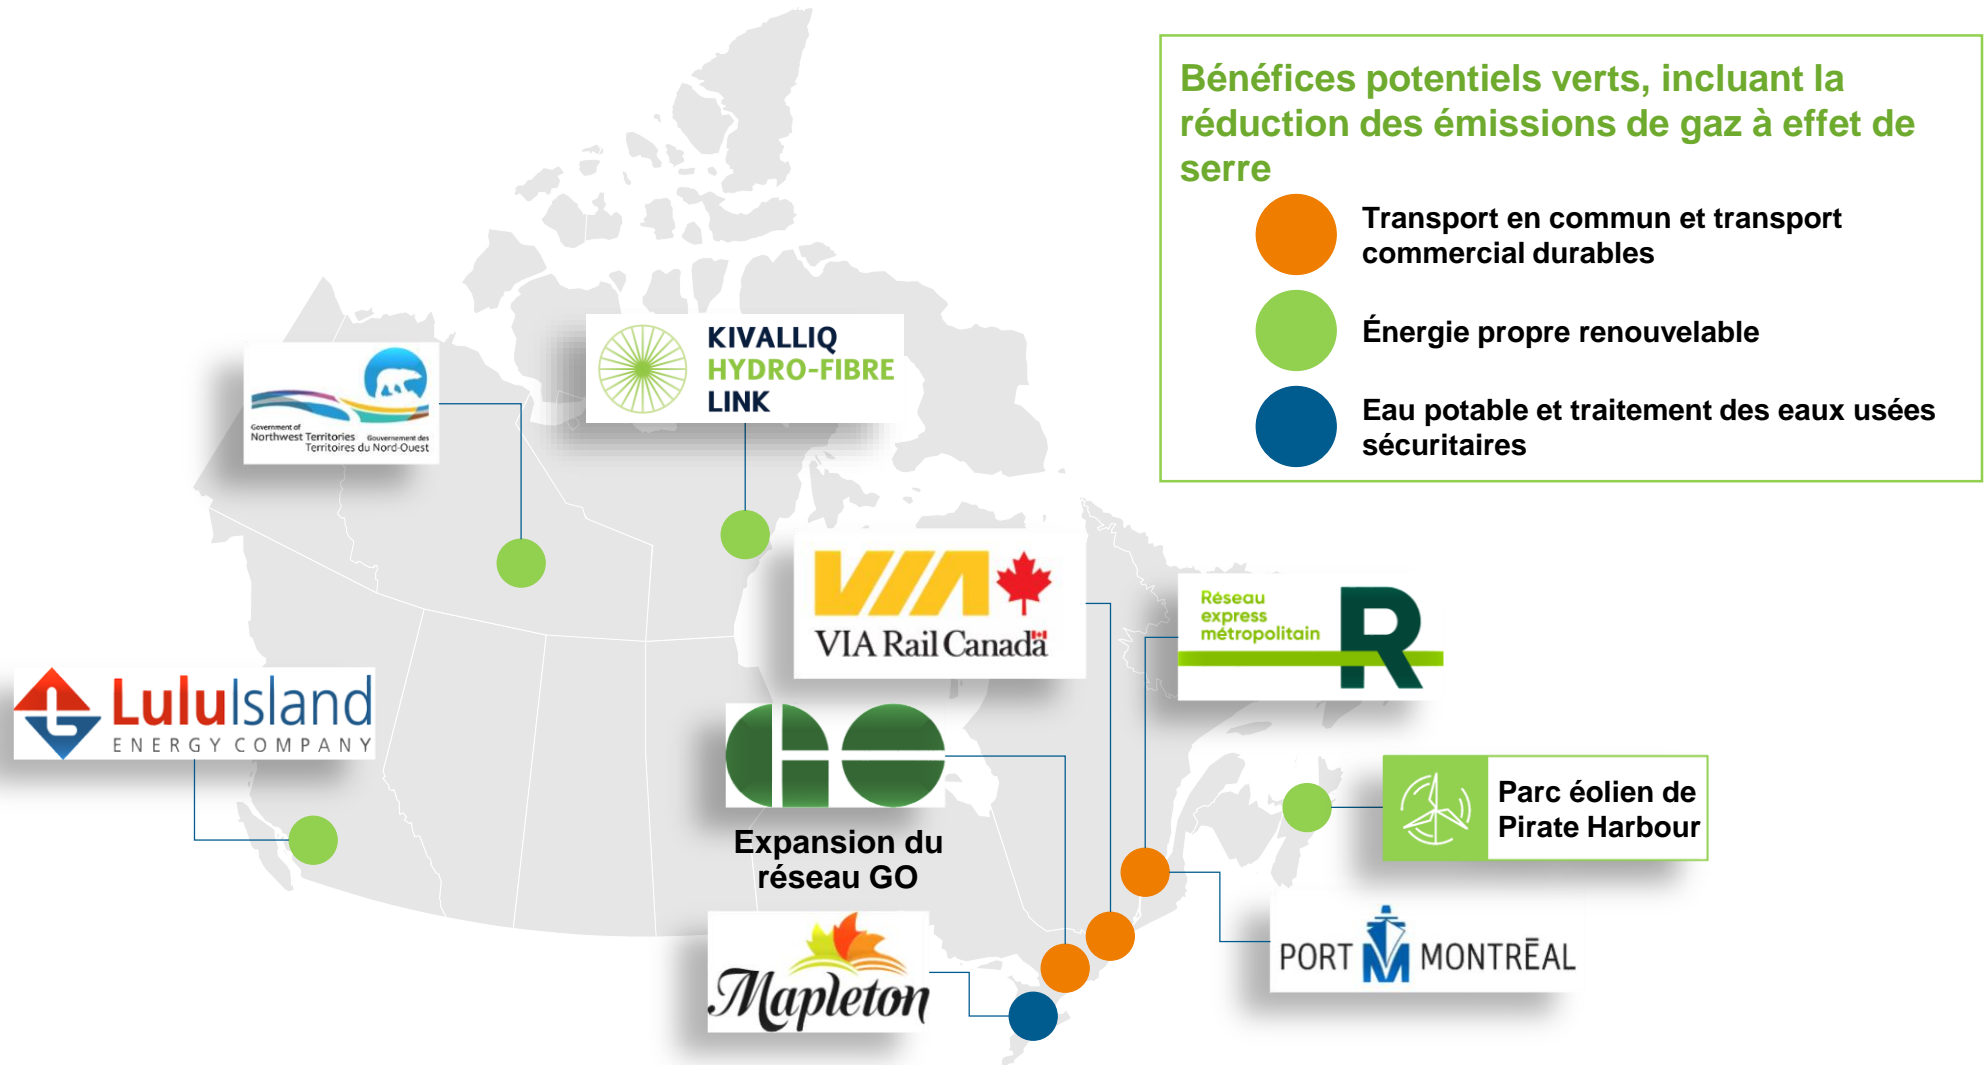 Bénéfices potentiels verts, incluant la
réduction des émissions de gaz à effet de
serre
Transport en commun et transport
commercial durables
Énergie propre renouvelable
Eau potable et traitement des eaux usées
sécuritaires
Government of
Northwest Territories
Gouvernement des
Territoires du Nord-Ouest
KIVALLIQ
HYDRO-FIBRE
LINK
VIA
VIA Rail Canada
Réseau
express
métropolitain
R
LuluIsland
ENERGY COMPANY
GO
Expansion du
réseau GO
Parc éolien de
Pirate Harbour
Mapleton
PORT M MONTRĒAL